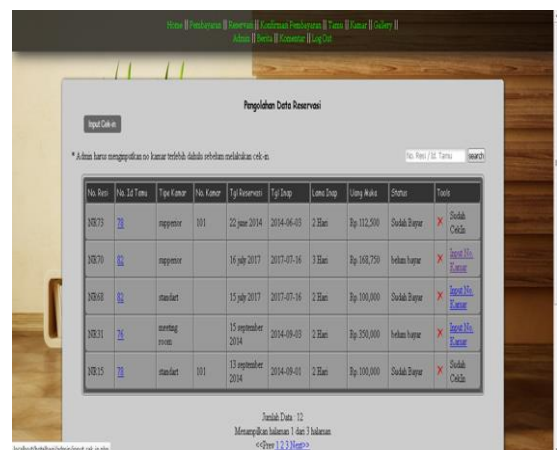 Home || Pembayaran || Reservasi || Konfirmasi Pembayaran || Tamu || Kamar || Gallery ||
Admin || Berita || Komentar || Log Out
Pengolahan Data Reservasi
Input Cek-in
* Admin harus menginputkan no kamar terlebih dahulu sebelum melakukan cek-in
No. Resi / Id. Tamu search
No. Resi No. Id Tamu Tipe Kamar No. Kamar Tgl Reservasi Tgl Inap Lama Inap Uang Muka Status Tools
NR73 78 supperior 101 22 june 2014 2014-06-03 2 Hari Rp.112,500 Sudah Bayar Sudah CekIn
NR70 82 supperior 16 july 2017 2017-07-16 3 Hari Rp.168,750 belum bayar Input No. Kamar
NR68 82 standart 15 july 2017 2017-07-16 2 Hari Rp.100,000 Sudah Bayar Input No. Kamar
NR31 76 meeting room 15 september 2014 2014-09-03 2 Hari Rp.350,000 belum bayar Input No. Kamar
NR15 78 standart 101 13 september 2014 2014-09-01 2 Hari Rp.100,000 Sudah Bayar Sudah CekIn
Jumlah Data : 12
Menampilkan halaman 1 dari 3 halaman
<<Prev 1 2 3 Next>>